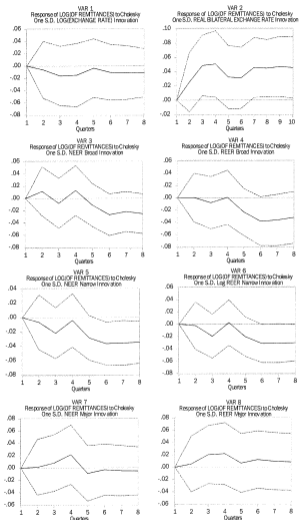 VAR 1
Response of LOG(OF REMITTANCES) to Cholesky
One S.D. LOG(EXCHANGE RATE) Innovation
.06
.04
.02
.00
-.02
-.04
-.06
-.08
1 2 3 4 5 6 7 8
Quarters
VAR 2
Response of LOG(OF REMITTANCES) to Cholesky
One S.D. REAL BILATERAL EXCHANGE RATE Innovation
.10
.08
.06
.04
.02
.00
-.02
1 2 3 4 5 6 7 8 9 10
Quarters
VAR 3
Response of LOG(OF REMITTANCES) to Cholesky
One S.D. NEER Broad Innovation
.06
.04
.02
.00
-.02
-.04
-.06
-.08
1 2 3 4 5 6 7 8
Quarters
VAR 4
Response of LOG(OF REMITTANCES) to Cholesky
One S.D. REER Broad Innovation
.06
.04
.02
.00
-.02
-.04
-.06
-.08
1 2 3 4 5 6 7 8
Quarters
VAR 5
Response of LOG(OF REMITTANCES) to Cholesky
One S.D. NEER Narrow Innovation
.04
.02
.00
-.02
-.04
-.06
-.08
1 2 3 4 5 6 7 8
Quarters
VAR 6
Response of LOG(OF REMITTANCES) to Cholesky
One S.D. Log REER Narrow Innovation
.06
.04
.02
.00
-.02
-.04
-.06
-.08
1 2 3 4 5 6 7 8
Quarters
VAR 7
Response of LOG(OF REMITTANCES) to Cholesky
One S.D. NEER Major Innovation
.08
.06
.04
.02
.00
-.02
-.04
-.06
1 2 3 4 5 6 7 8
Quarters
VAR 8
Response of LOG(OF REMITTANCES) to Cholesky
One S.D. REER Major Innovation
.08
.06
.04
.02
.00
-.02
-.04
-.06
1 2 3 4 5 6 7 8
Quarters